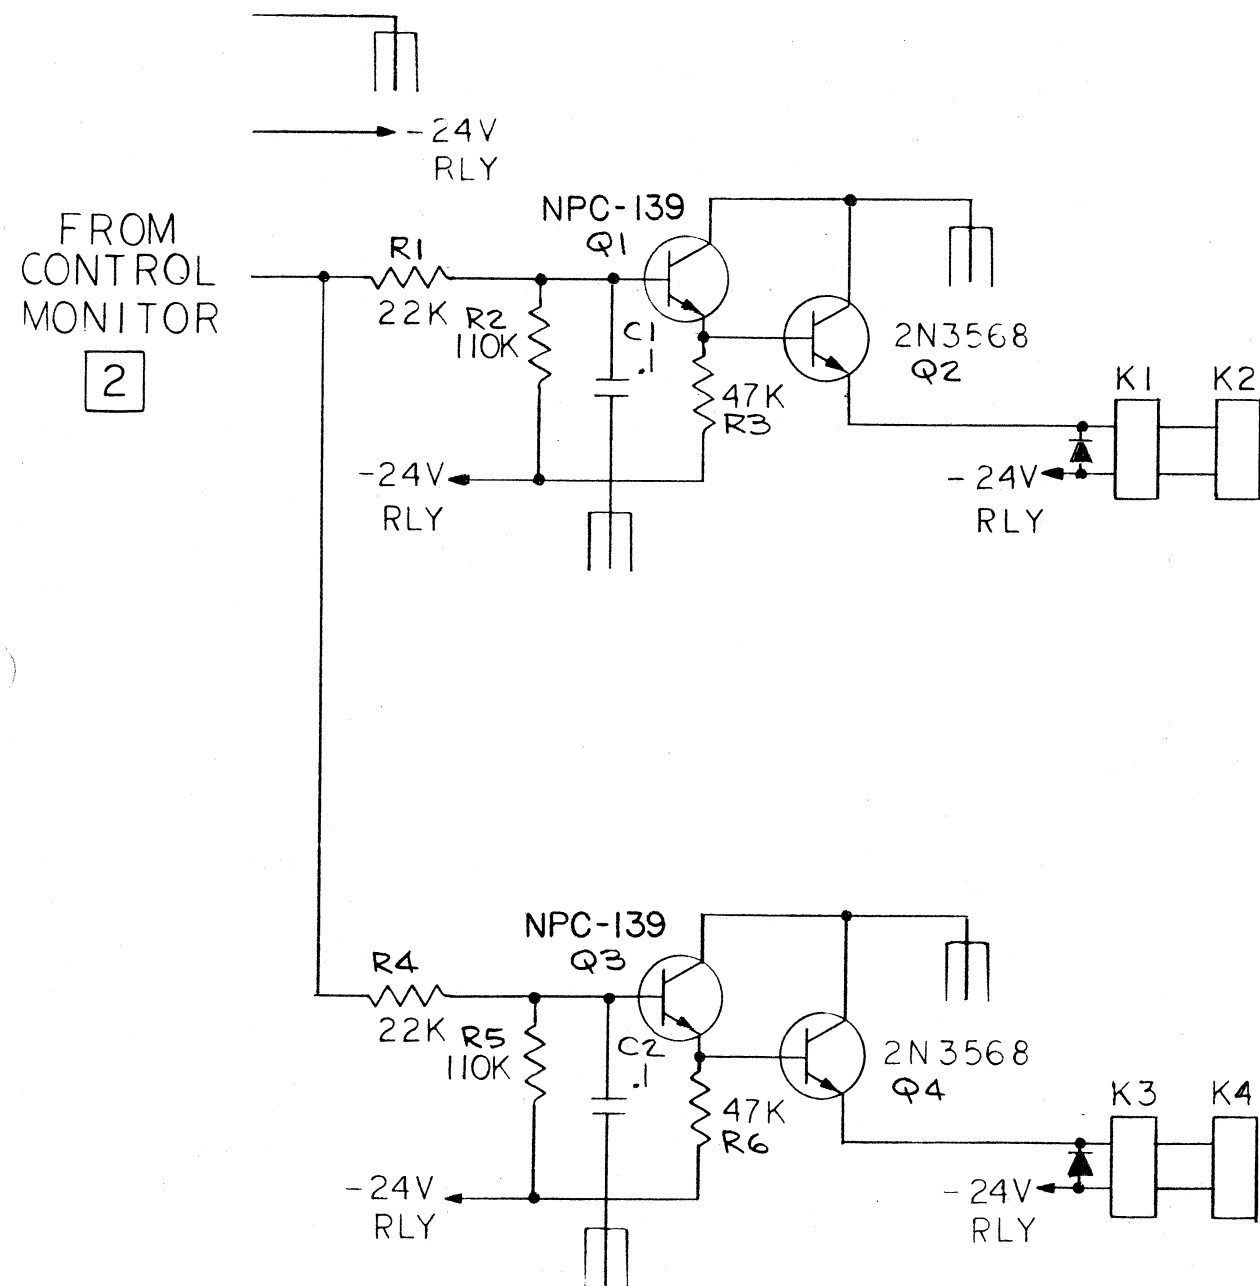 -24V
RLY
FROM
CONTROL
MONITOR
2
NPC-139
Q1
R1
22K
R2
110K
C1
.1
47K
R3
2N3568
Q2
K1
K2
-24V
RLY
-24V
RLY
NPC-139
Q3
R4
22K
R5
110K
C2
.1
47K
R6
2N3568
Q4
K3
K4
-24V
RLY
-24V
RLY